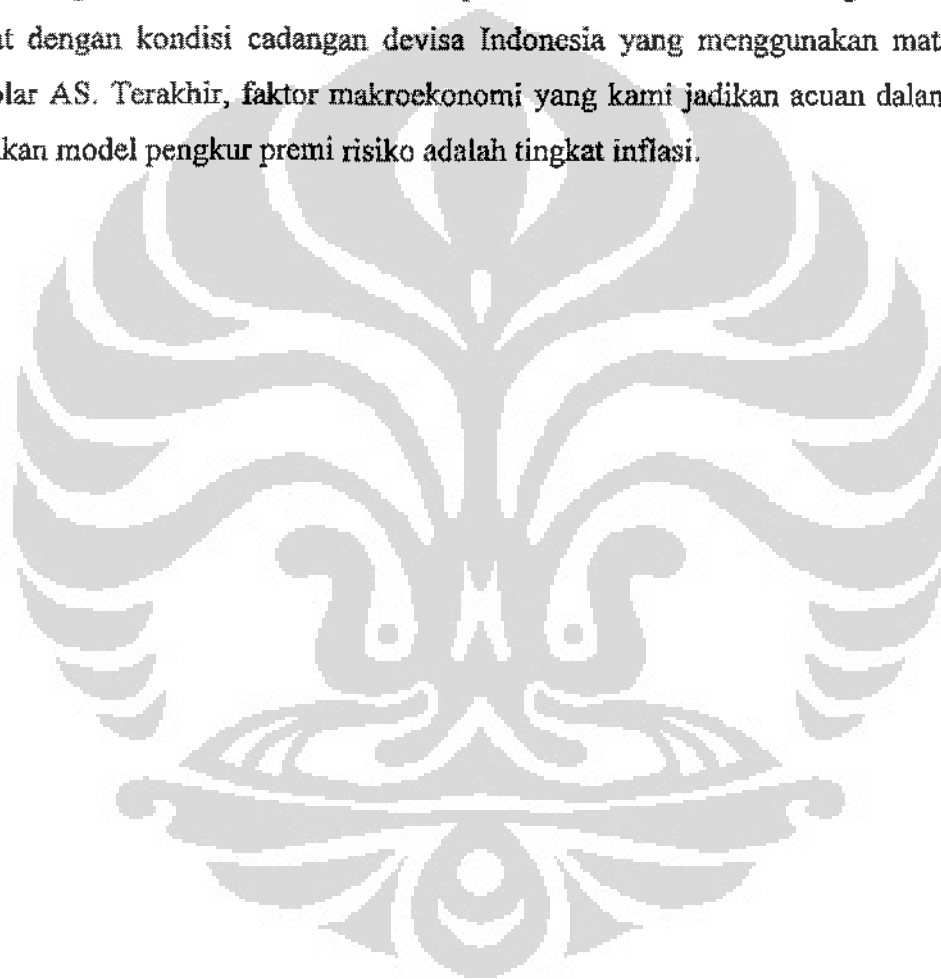 at dengan kondisi cadangan devisa Indonesia yang menggunakan mat
olar AS. Terakhir, faktor makroekonomi yang kami jadikan acuan dalam
kan model pengkur premi risiko adalah tingkat inflasi.